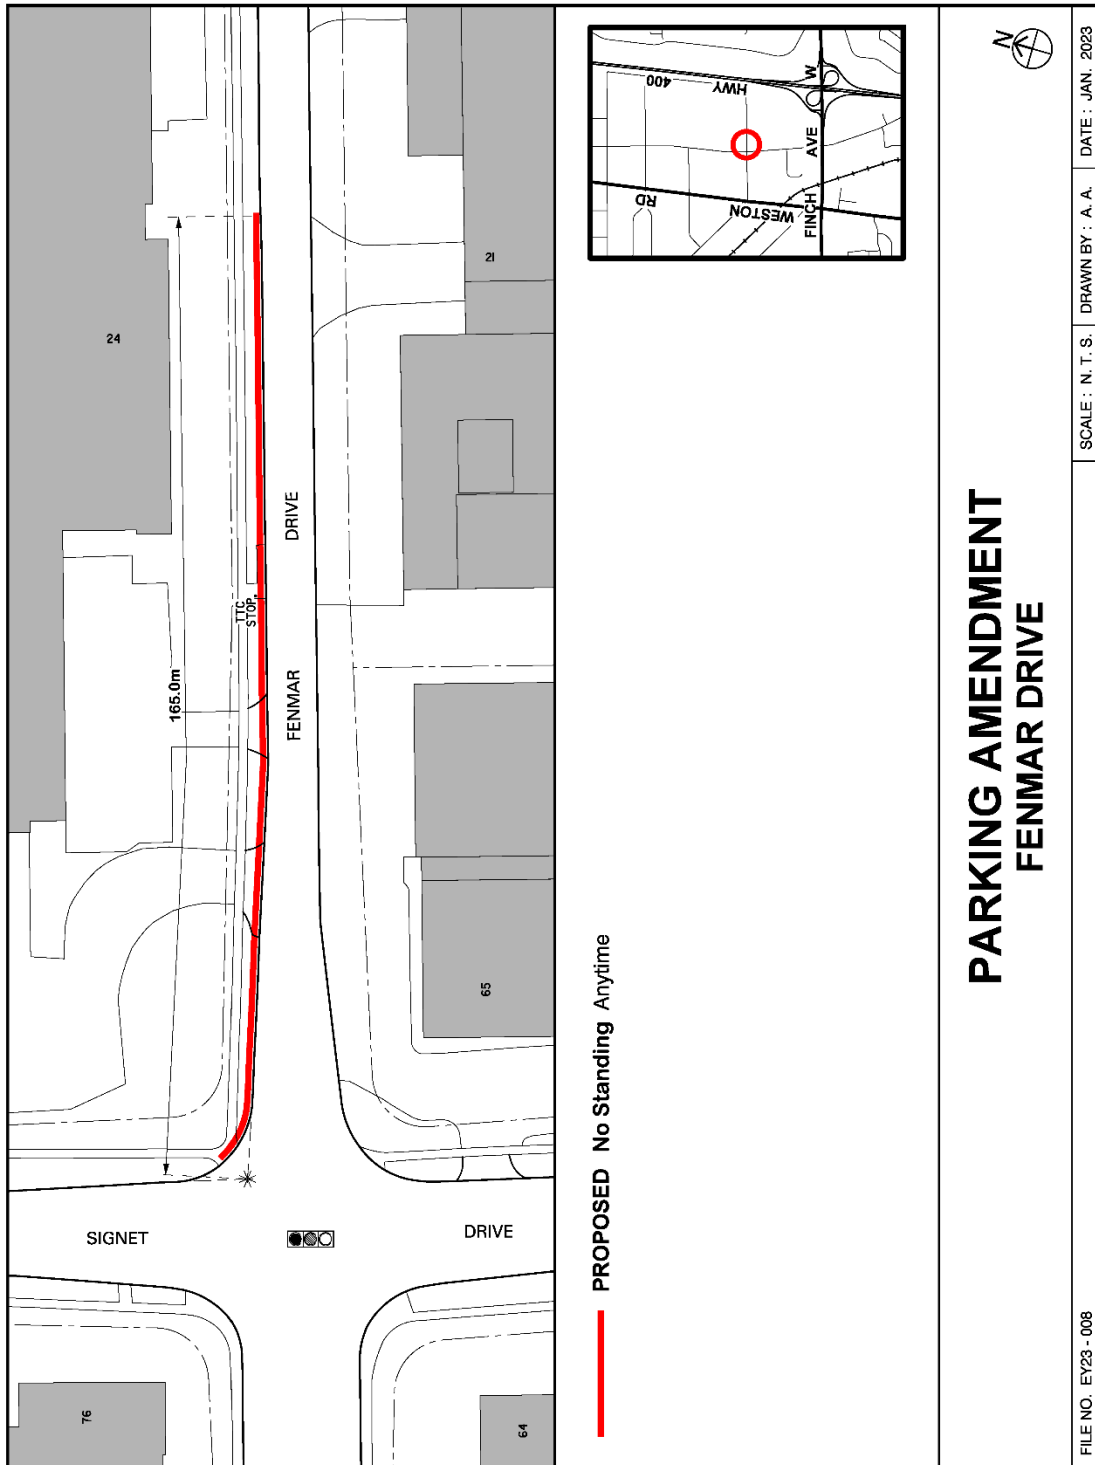 24
165.0m
TTC
STOP
FENMAR DRIVE
21
65
SIGNET DRIVE
76
64
HWY 400
WESTON RD
FINCH AVE W
PROPOSED No Standing Anytime
N
PARKING AMENDMENT
FENMAR DRIVE
FILE NO. EY23 - 008
SCALE : N. T. S.
DRAWN BY : A. A.
DATE : JAN. 2023